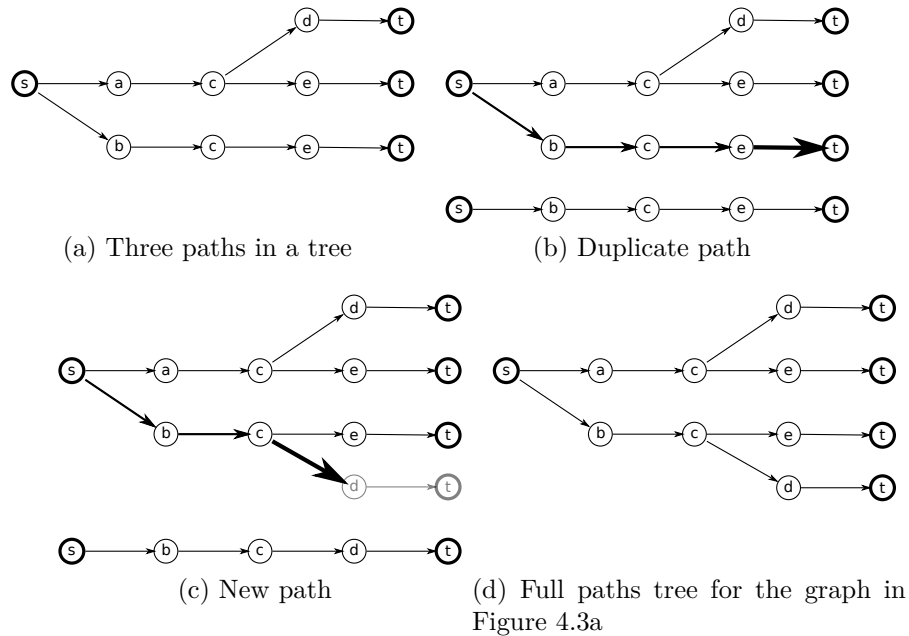 d t
s a c e t
b c e t
(a) Three paths in a tree
d t
s a c e t
b c e t
s b c e t
(b) Duplicate path
d t
s a c e t
b c e t
d t
s b c d t
(c) New path
d t
s a c e t
b c e t
d t
(d) Full paths tree for the graph in
Figure 4.3a